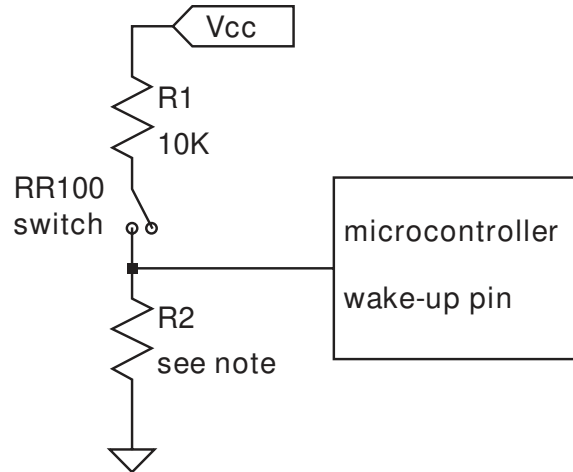 Vcc
R1
10K
RR100
switch
microcontroller
wake-up pin
R2
see note